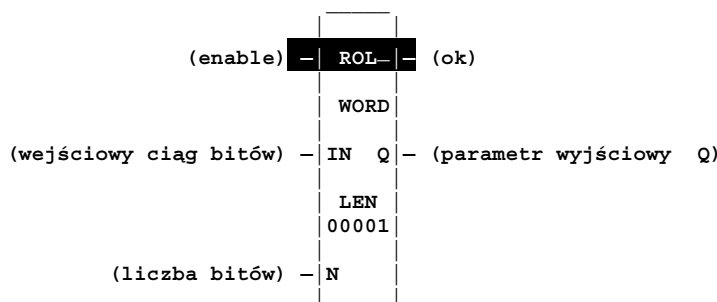 (enable) ROL (ok)
WORD
(wejściowy ciąg bitów) IN Q (parametr wyjściowy Q)
LEN
00001
(liczba bitów) N